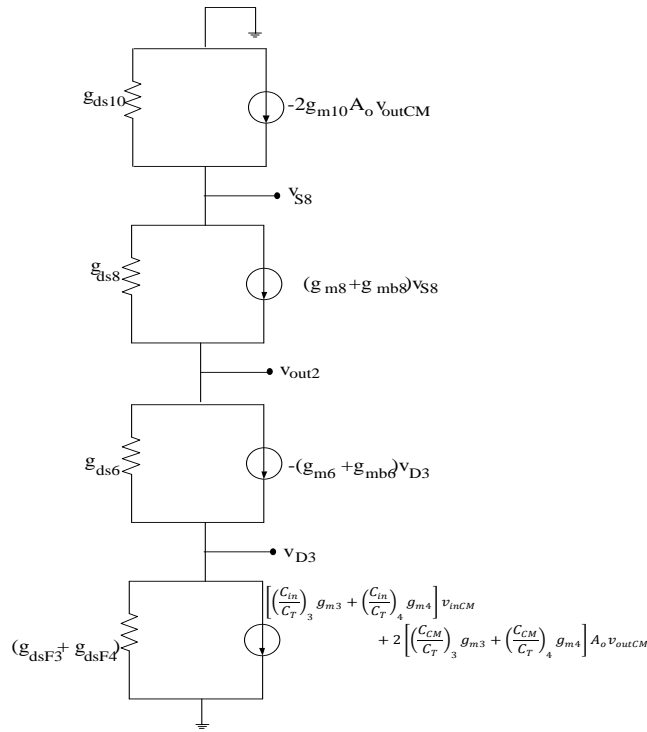 g_ds10
-2g_m10 A_o v_outCM
v_S8
g_ds8
(g_m8+g_mb8)v_S8
v_out2
g_ds6
-(g_m6+g_mb6)v_D3
v_D3
[(C_in/C_T)_3 g_m3 + (C_in/C_T)_4 g_m4] v_inCM
+ 2 [(C_CM/C_T)_3 g_m3 + (C_CM/C_T)_4 g_m4] A_o v_outCM
(g_dsF3+g_dsF4)